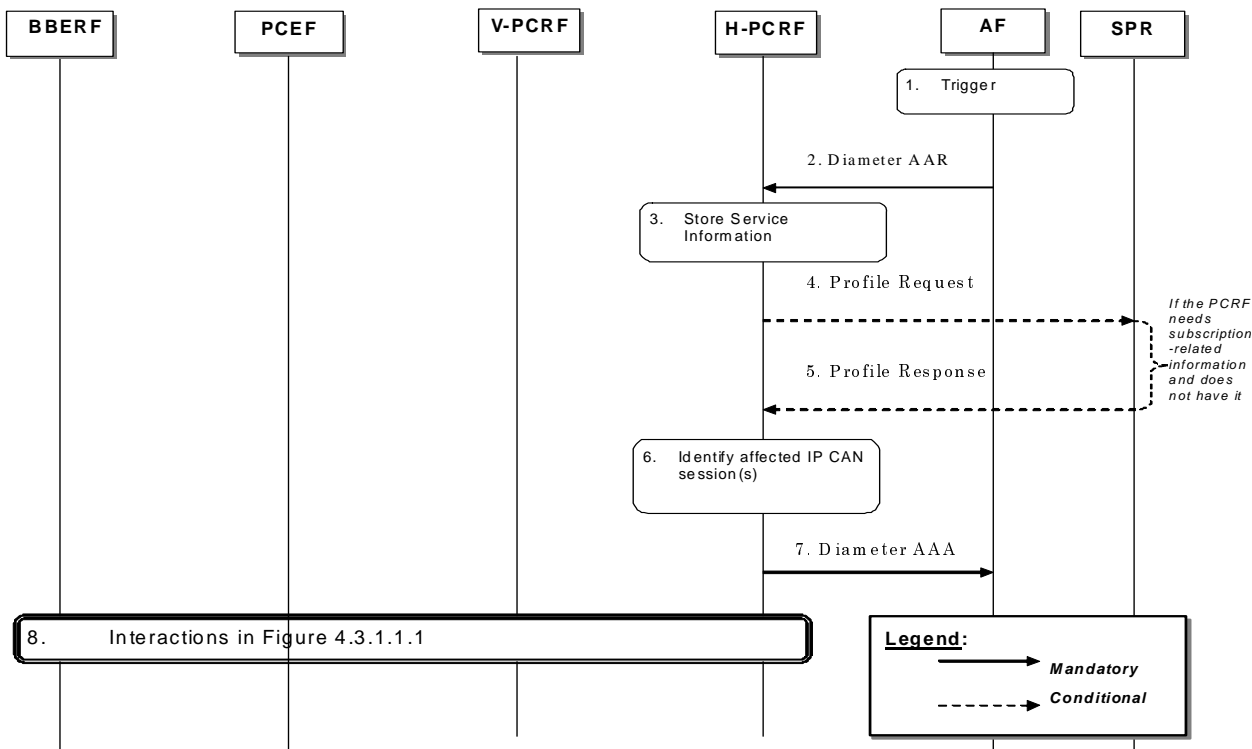 BBERF
PCEF
V-PCRF
H-PCRF
AF
SPR
1. Trigger
2. Diameter AAR
3. Store Service
Information
4. Profile Request
If the PCRF
needs
subscription
-related
information
and does
not have it
5. Profile Response
6. Identify affected IP CAN
session(s)
7. Diameter AAA
8. Interactions in Figure 4.3.1.1.1
Legend:
Mandatory
Conditional